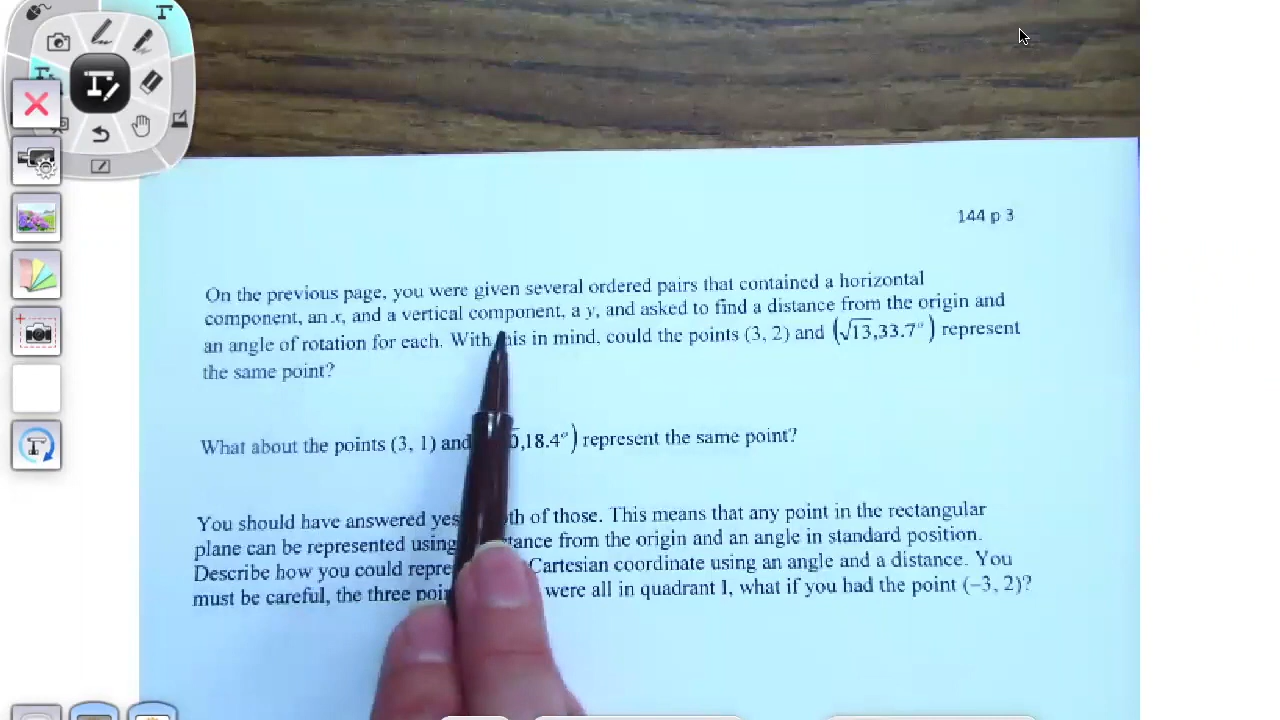 144 p 3
On the previous page, you were given several ordered pairs that contained a horizontal
component, an x, and a vertical component, a y, and asked to find a distance from the origin and
an angle of rotation for each. With this in mind, could the points (3, 2) and (√13,33.7°) represent
the same point?
What about the points (3, 1) and 0,18.4°) represent the same point?
You should have answered yes of those. This means that any point in the rectangular
plane can be represented using from the origin and an angle in standard position.
Describe how you could Cartesian coordinate using an angle and a distance. You
must be careful, the three were all in quadrant I, what if you had the point (−3, 2)?